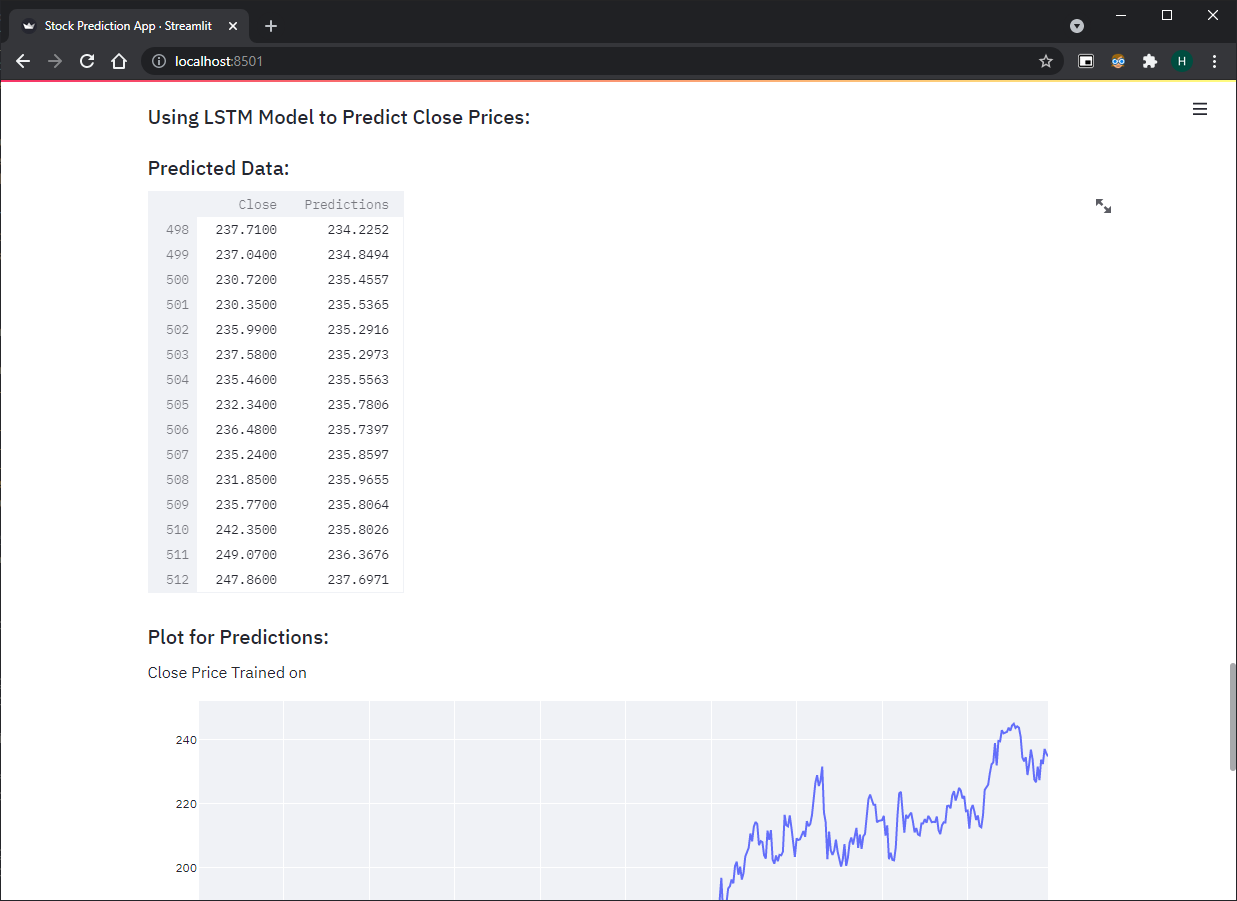 Stock Prediction App · Streamlit
localhost:8501
H
Using LSTM Model to Predict Close Prices:
Predicted Data:
Close Predictions
498 237.7100 234.2252
499 237.0400 234.8494
500 230.7200 235.4557
501 230.3500 235.5365
502 235.9900 235.2916
503 237.5800 235.2973
504 235.4600 235.5563
505 232.3400 235.7806
506 236.4800 235.7397
507 235.2400 235.8597
508 231.8500 235.9655
509 235.7700 235.8064
510 242.3500 235.8026
511 249.0700 236.3676
512 247.8600 237.6971
Plot for Predictions:
Close Price Trained on
240
220
200